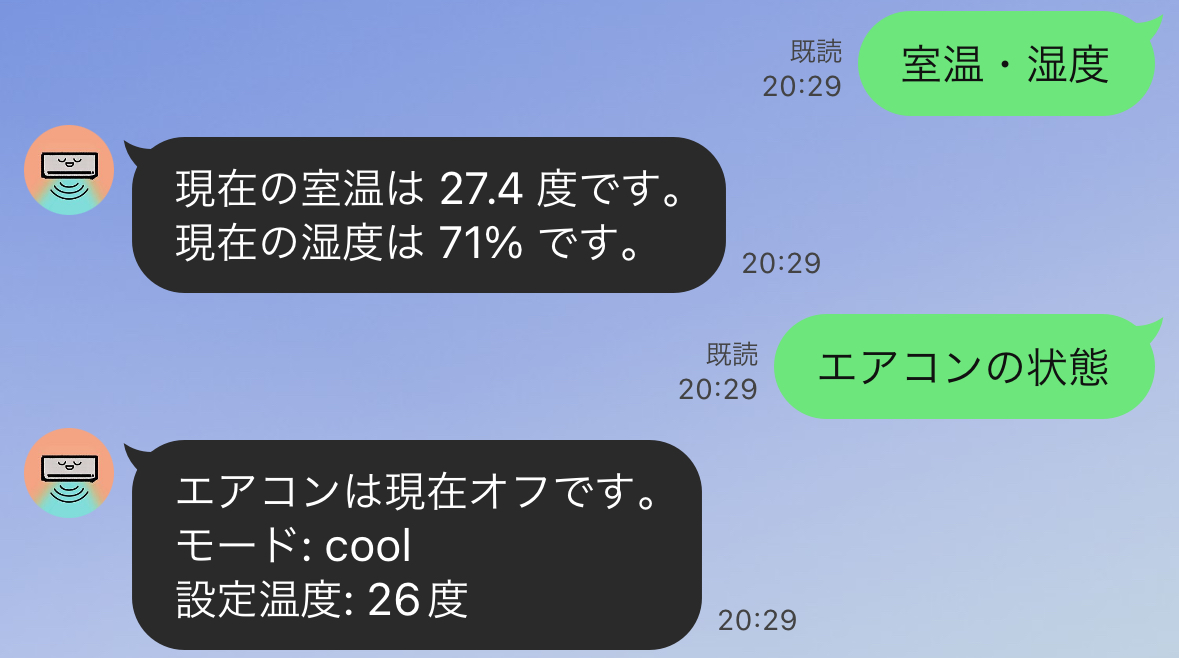 既読
20:29
室温・湿度
現在の室温は 27.4 度です。
現在の湿度は 71% です。
20:29
既読
20:29
エアコンの状態
エアコンは現在オフです。
モード: cool
設定温度: 26度
20:29